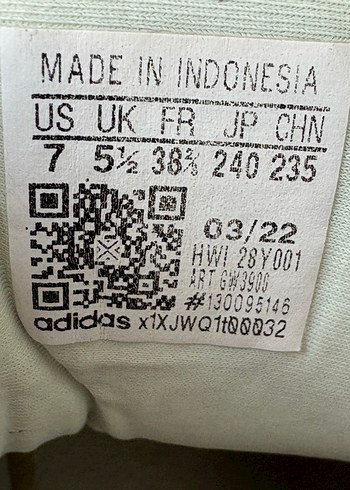 MADE IN INDONESIA
US UK FR JP CHN
7 5½ 38⅔ 240 235
03/22
HWI 28Y001
ART GW3900
#130095146
adidas x1XJWQ1t00032